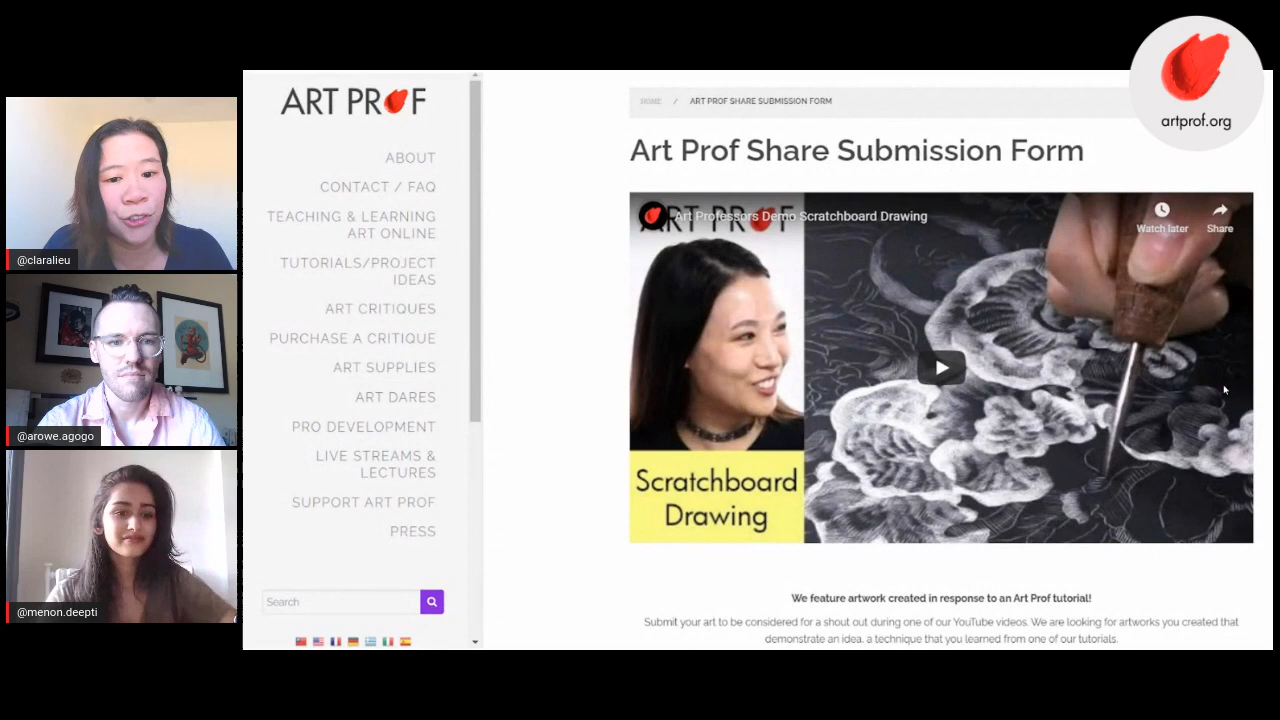 @claralieu
@arowe.agogo
@menon.deepti
ART PROF
ABOUT
CONTACT / FAQ
TEACHING & LEARNING
ART ONLINE
TUTORIALS/PROJECT
IDEAS
ART CRITIQUES
PURCHASE A CRITIQUE
ART SUPPLIES
ART DARES
PRO DEVELOPMENT
LIVE STREAMS &
LECTURES
SUPPORT ART PROF
PRESS
Search
HOME / ART PROF SHARE SUBMISSION FORM
artprof.org
Art Prof Share Submission Form
ART PROF
Art Professors Demo Scratchboard Drawing
Watch later
Share
Scratchboard
Drawing
We feature artwork created in response to an Art Prof tutorial!
Submit your art to be considered for a shout out during one of our YouTube videos. We are looking for artworks you created that
demonstrate an idea, a technique that you learned from one of our tutorials.